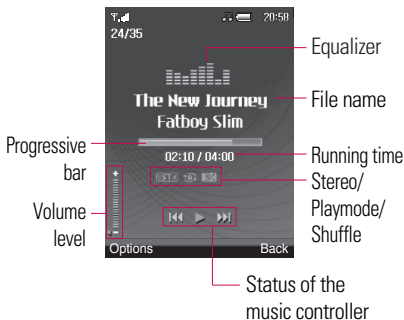 20:58
24/35
Equalizer
The New Journey
File name
Fatboy Slim
Progressive
bar
02:10 / 04:00
Running time
Stereo/
Playmode/
Shuffle
Volume
level
Options
Back
Status of the
music controller